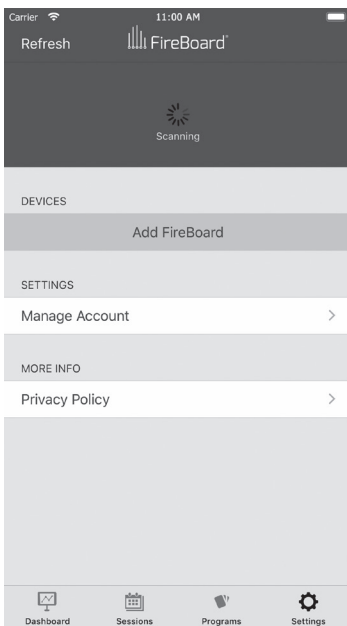 Carrier 11:00 AM
Refresh FireBoard
Scanning
DEVICES
Add FireBoard
SETTINGS
Manage Account
MORE INFO
Privacy Policy
Dashboard Sessions Programs Settings